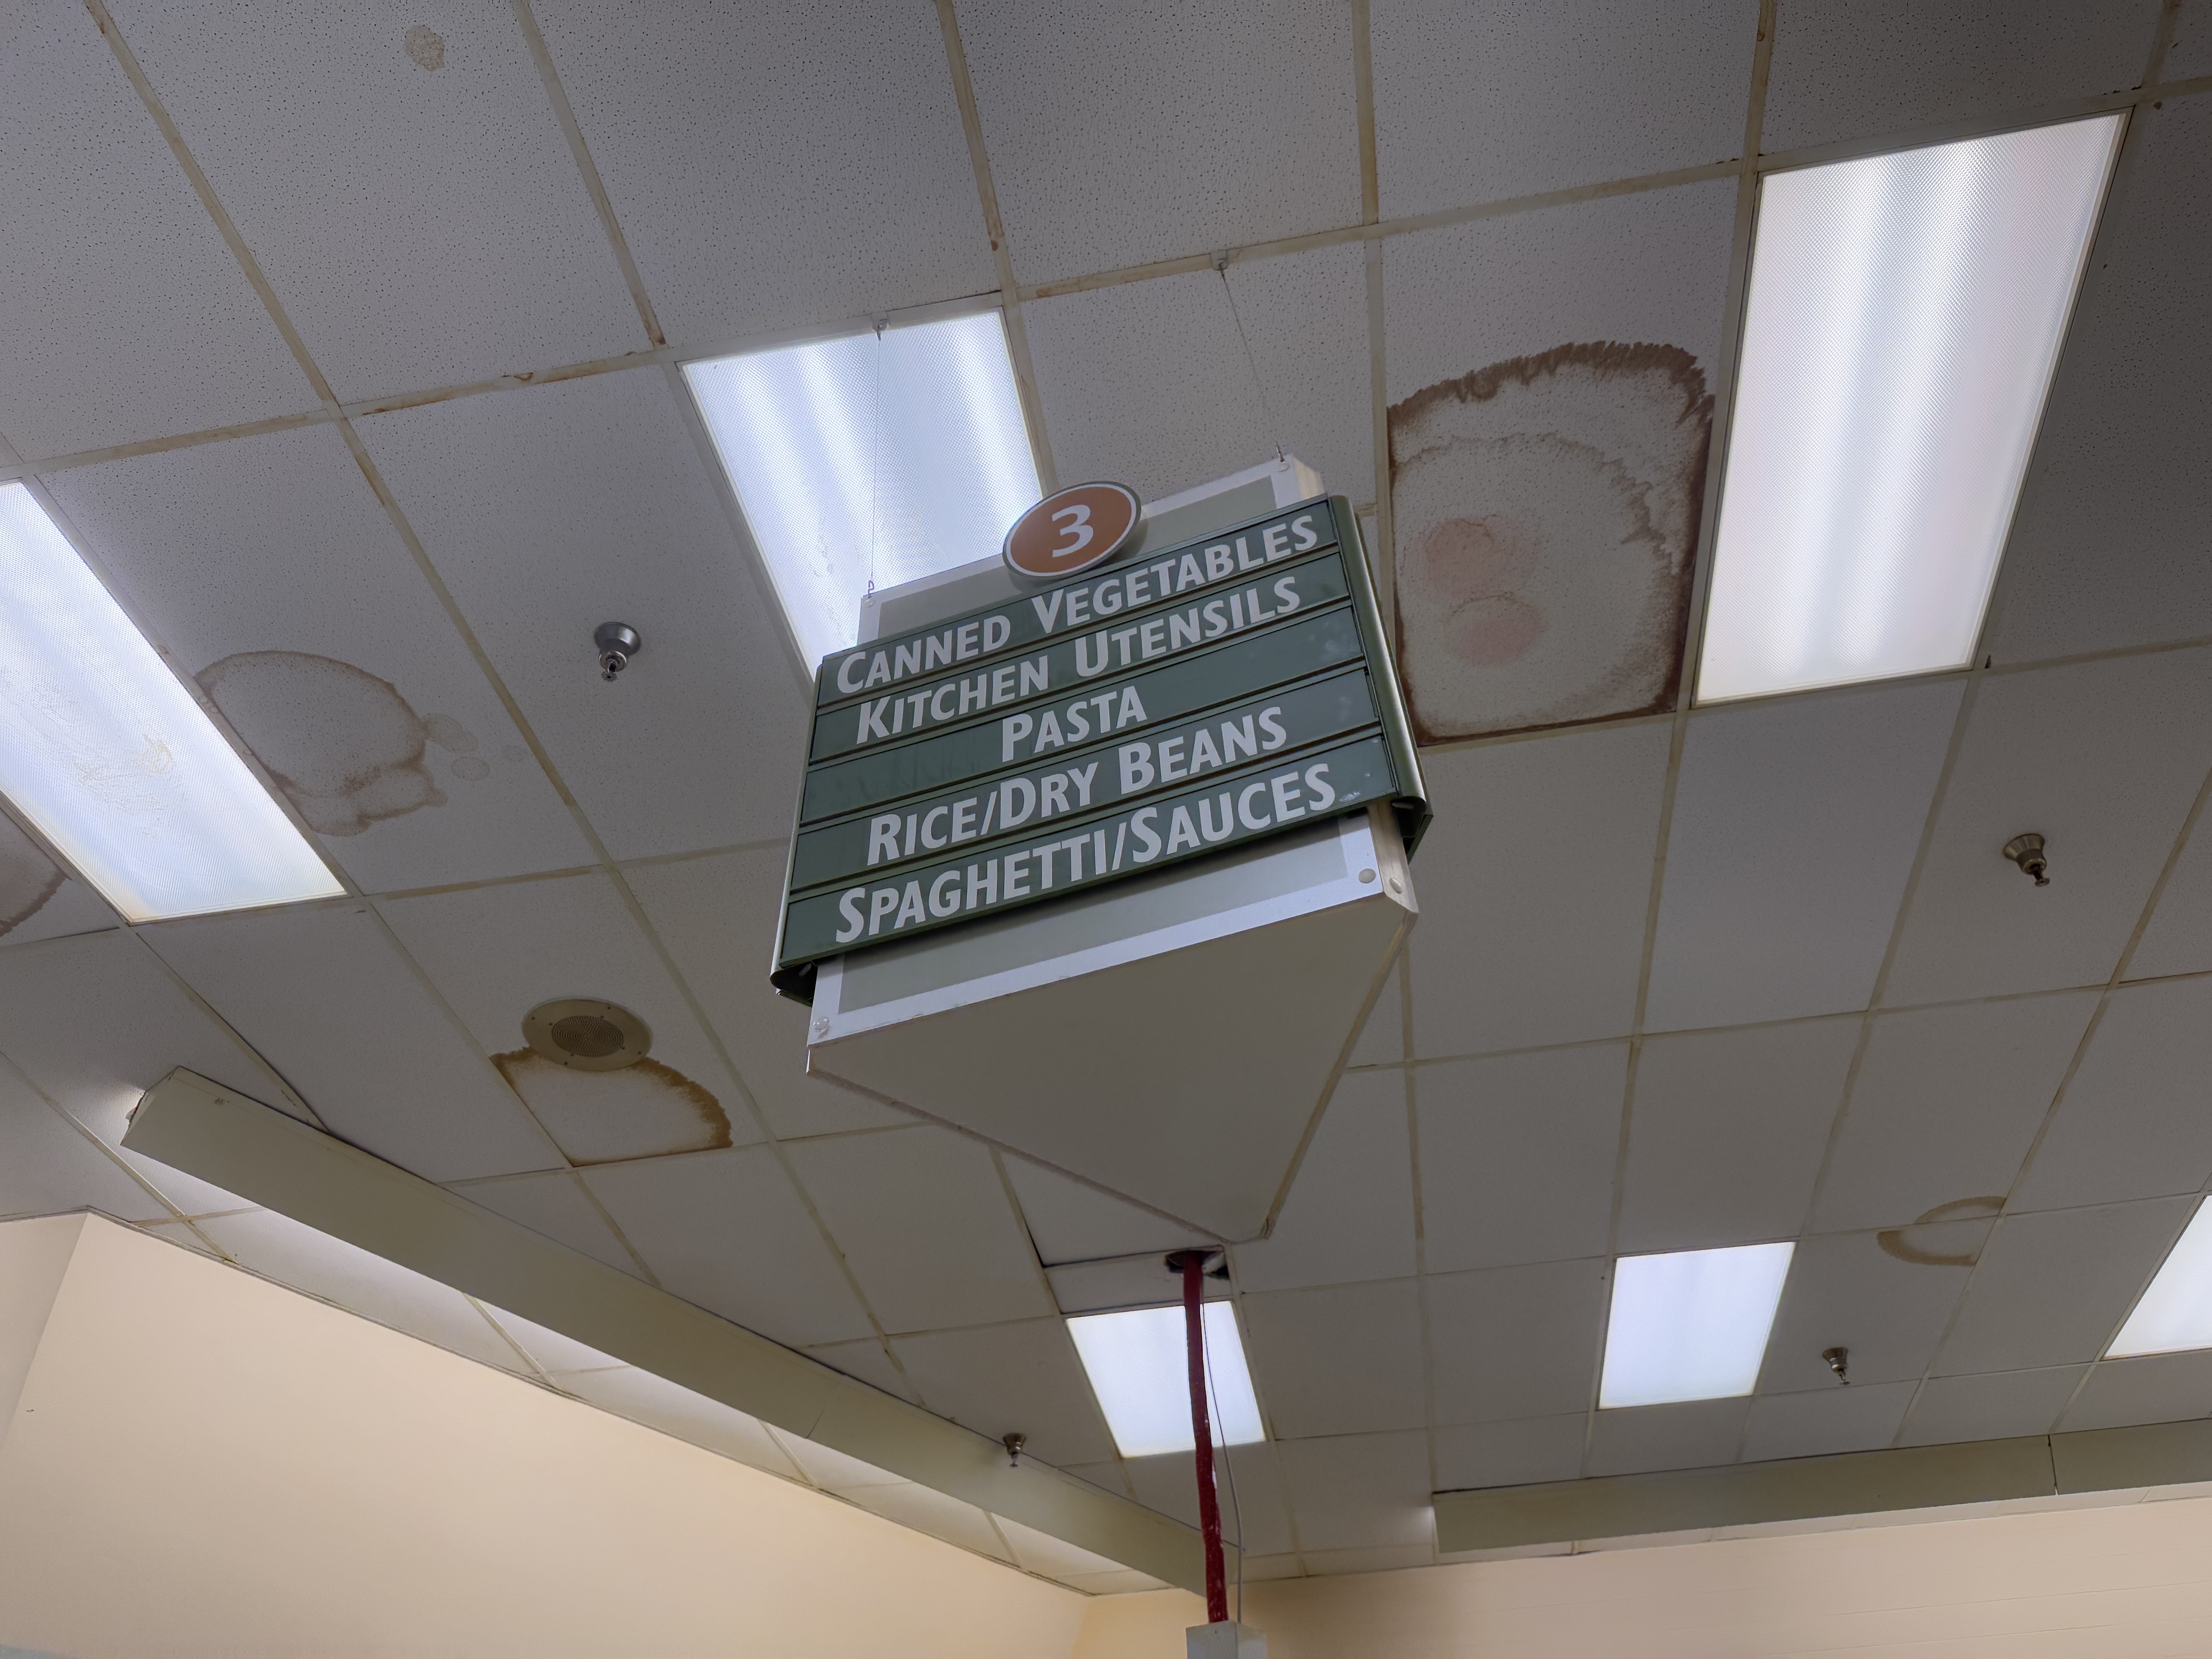 3
CANNED VEGETABLES
KITCHEN UTENSILS
PASTA
RICE/DRY BEANS
SPAGHETTI/SAUCES